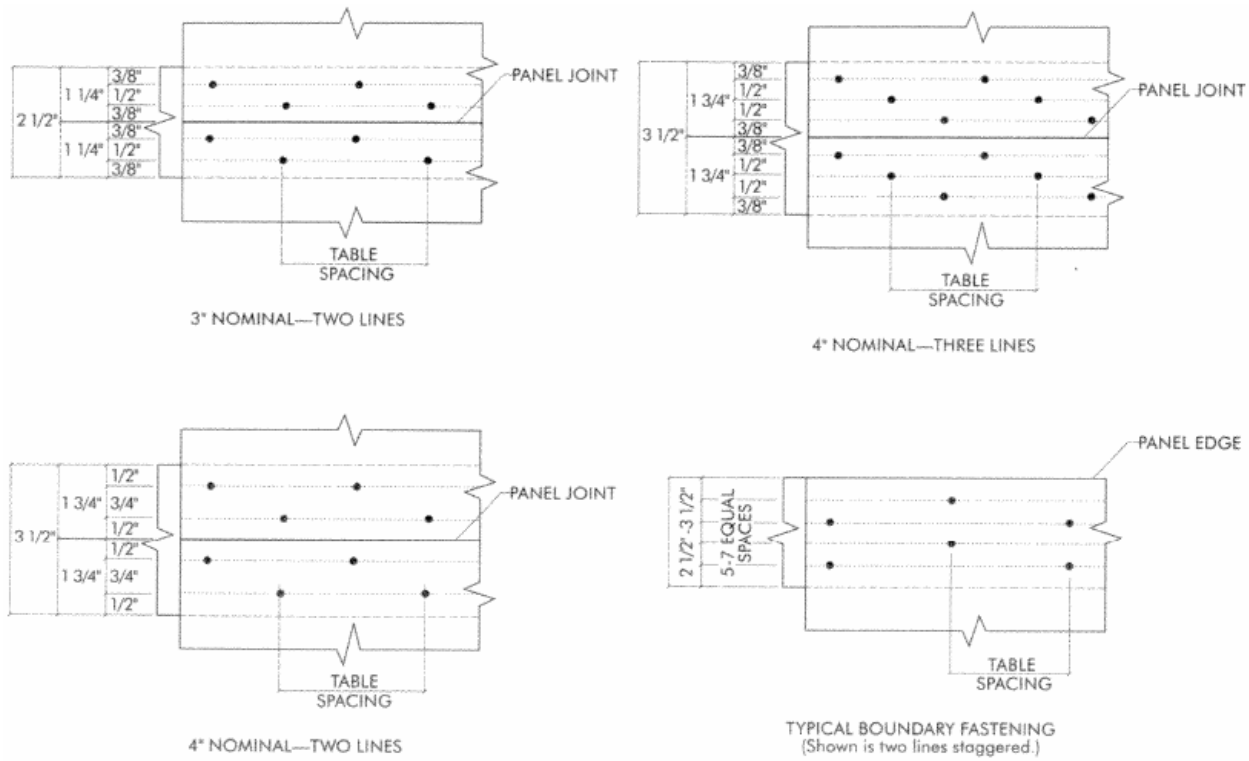 3/8"
1/2"
3/8"
3/8"
1/2"
3/8"
1 1/4"
1 1/4"
2 1/2"
PANEL JOINT
TABLE
SPACING
3" NOMINAL—TWO LINES
3/8"
1/2"
1/2"
3/8"
3/8"
1/2"
1/2"
3/8"
1 3/4"
1 3/4"
3 1/2"
PANEL JOINT
TABLE
SPACING
4" NOMINAL—THREE LINES
1/2"
3/4"
1/2"
1/2"
3/4"
1/2"
1 3/4"
1 3/4"
3 1/2"
PANEL JOINT
TABLE
SPACING
4" NOMINAL—TWO LINES
PANEL EDGE
2 1/2" -3 1/2"
5-7 EQUAL
SPACES
TABLE
SPACING
TYPICAL BOUNDARY FASTENING
(Shown is two lines staggered.)